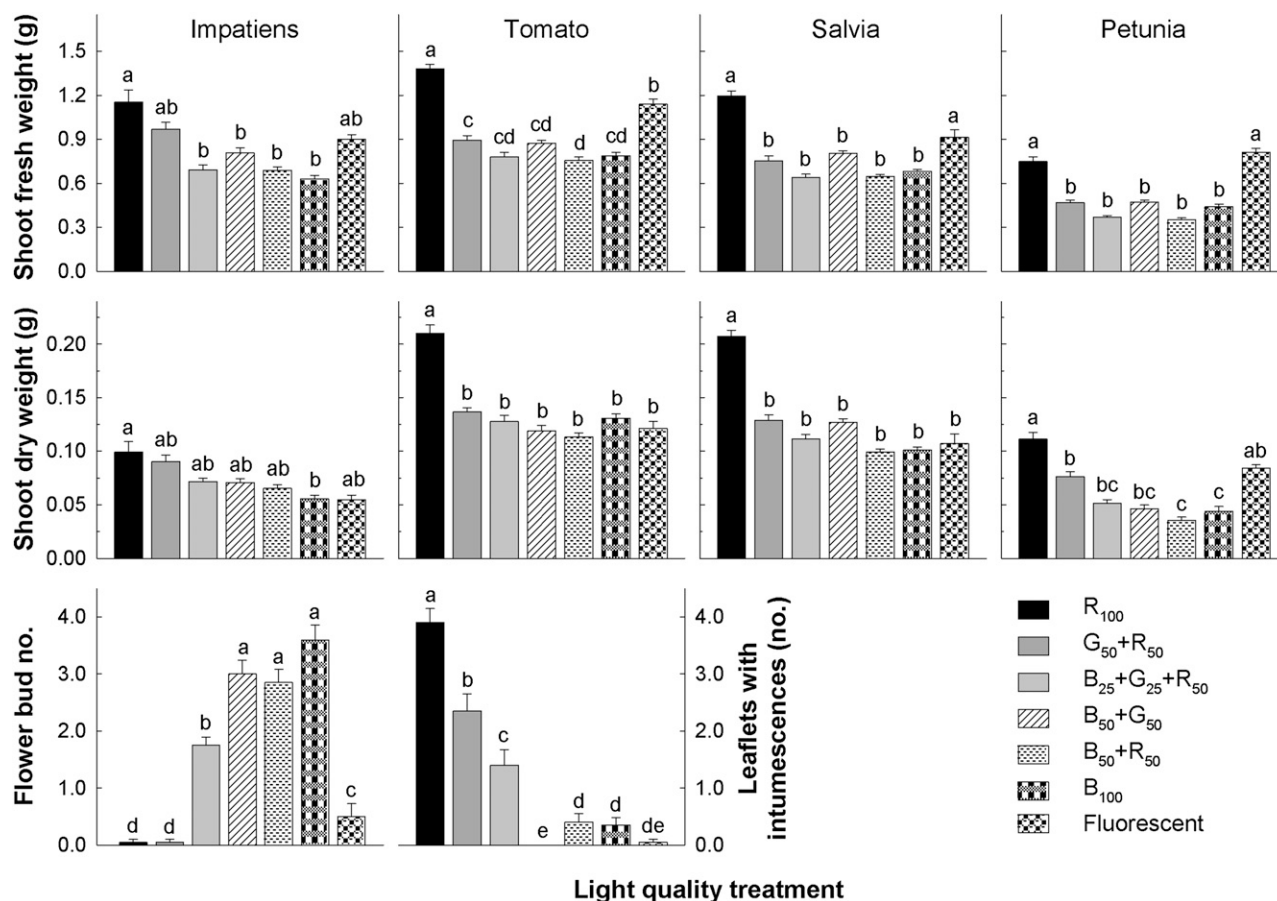 Impatiens Tomato Salvia Petunia
Shoot fresh weight (g)
1.5
1.2
0.9
0.6
0.3
0.0
a ab b b b b ab
a c cd cd d cd b
a b b b b b a
a b b b b b a
Shoot dry weight (g)
0.20
0.15
0.10
0.05
0.00
a ab ab ab ab b ab
a b b b b b b
a b b b b b b
a b bc bc c c ab
Flower bud no.
4.0
3.0
2.0
1.0
0.0
d d b a a a c
a b c e d d de
4.0
3.0
2.0
1.0
0.0
Leaflets with
intumescences (no.)
R100
G50+R50
B25+G25+R50
B50+G50
B50+R50
B100
Fluorescent
Light quality treatment